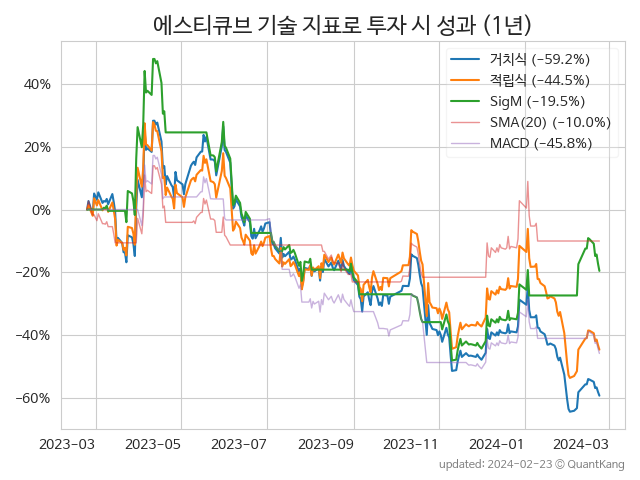 에스티큐브 기술 지표로 투자 시 성과 (1년)
거치식 (−59.2%)
적립식 (−44.5%)
SigM (−19.5%)
SMA(20) (−10.0%)
MACD (−45.8%)
40%
20%
0%
−20%
−40%
−60%
2023-03 2023-05 2023-07 2023-09 2023-11 2024-01 2024-03
updated: 2024-02-23 © QuantKang